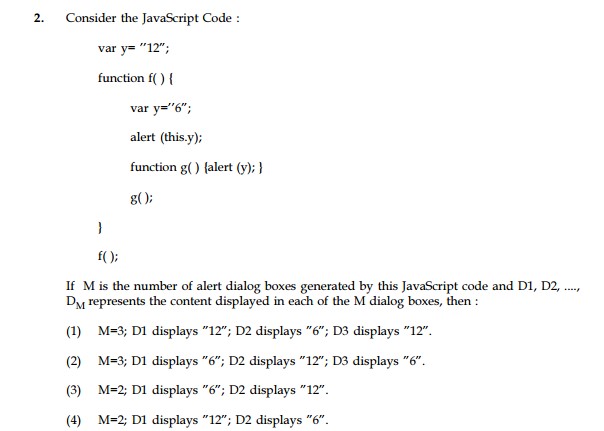 2. Consider the JavaScript Code :
var y= "12";
function f( ) {
var y="6";
alert (this.y);
function g( ) {alert (y); }
g( );
}
f( );
If M is the number of alert dialog boxes generated by this JavaScript code and D1, D2, ....,
DM represents the content displayed in each of the M dialog boxes, then :
(1) M=3; D1 displays "12"; D2 displays "6"; D3 displays "12".
(2) M=3; D1 displays "6"; D2 displays "12"; D3 displays "6".
(3) M=2; D1 displays "6"; D2 displays "12".
(4) M=2; D1 displays "12"; D2 displays "6".